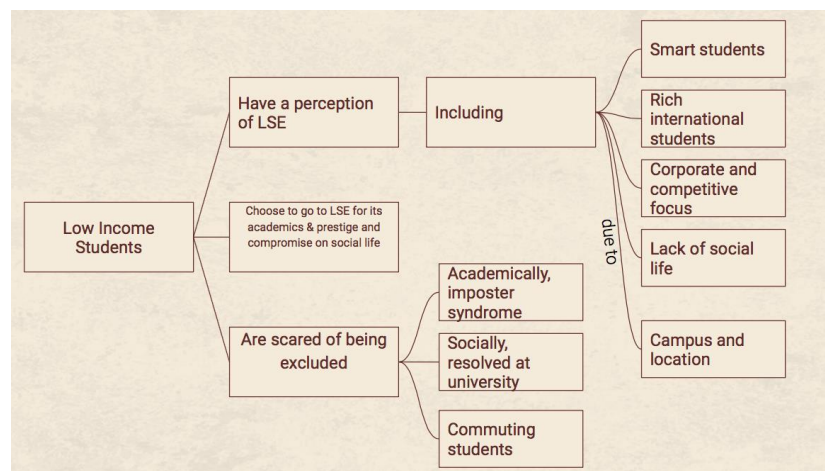 Low Income
Students
Have a perception
of LSE
Including
Smart students
Rich
international
students
Corporate and
competitive
focus
due to
Lack of social
life
Campus and
location
Choose to go to LSE for its
academics & prestige and
compromise on social life
Are scared of being
excluded
Academically,
imposter
syndrome
Socially,
resolved at
university
Commuting
students